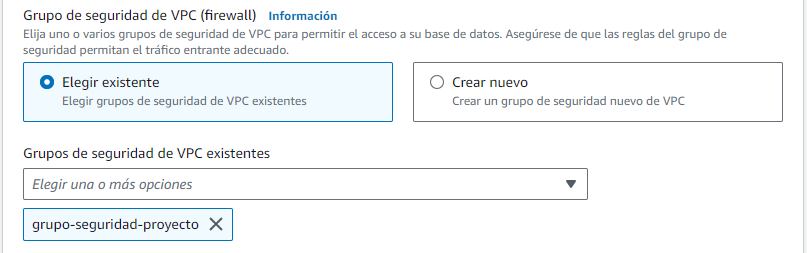 Grupo de seguridad de VPC (firewall) Información
Elija uno o varios grupos de seguridad de VPC para permitir el acceso a su base de datos. Asegúrese de que las reglas del grupo de
seguridad permitan el tráfico entrante adecuado.
Elegir existente
Elegir grupos de seguridad de VPC existentes
Crear nuevo
Crear un grupo de seguridad nuevo de VPC
Grupos de seguridad de VPC existentes
Elegir una o más opciones
grupo-seguridad-proyecto